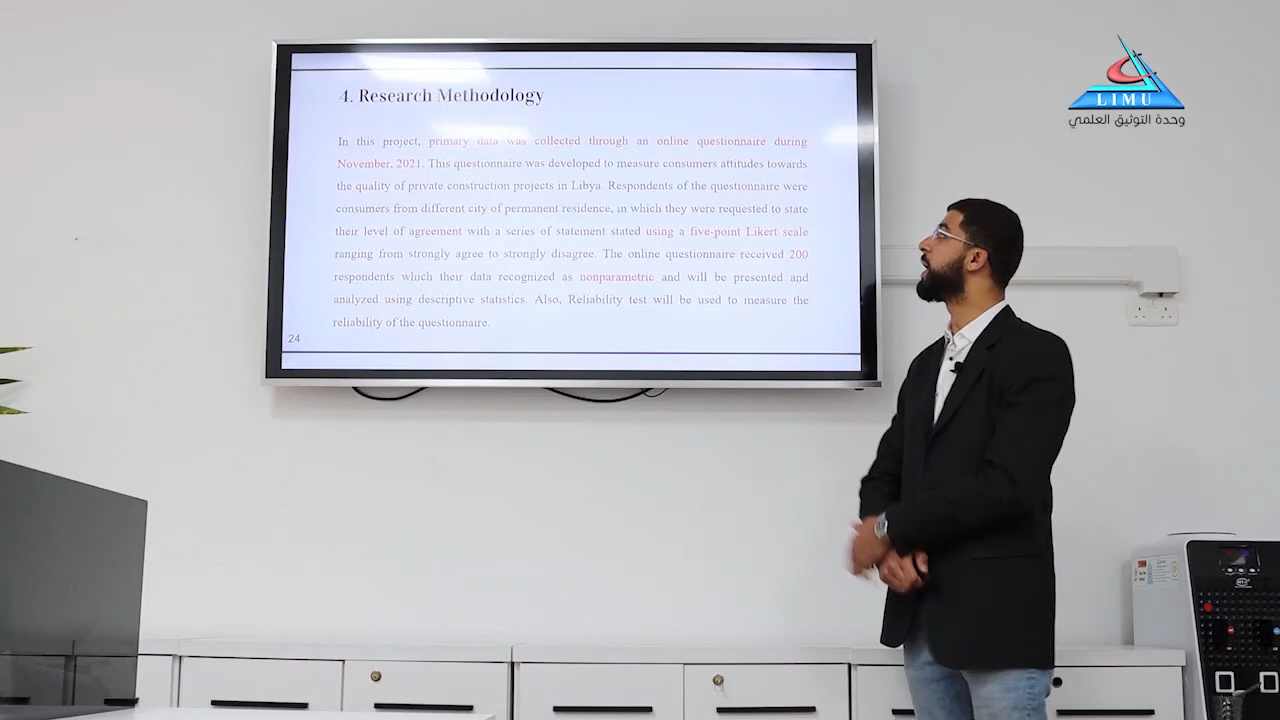 4. Research Methodology
In this project, primary data was collected through an online questionnaire during
November, 2021. This questionnaire was developed to measure consumers attitudes towards
the quality of private construction projects in Libya. Respondents of the questionnaire were
consumers from different city of permanent residence, in which they were requested to state
their level of agreement with a series of statement stated using a five-point Likert scale
ranging from strongly agree to strongly disagree. The online questionnaire received 200
respondents which their data recognized as nonparametric and will be presented and
analyzed using descriptive statistics. Also, Reliability test will be used to measure the
reliability of the questionnaire.
24
LIMU
وحدة التوثيق العلمي